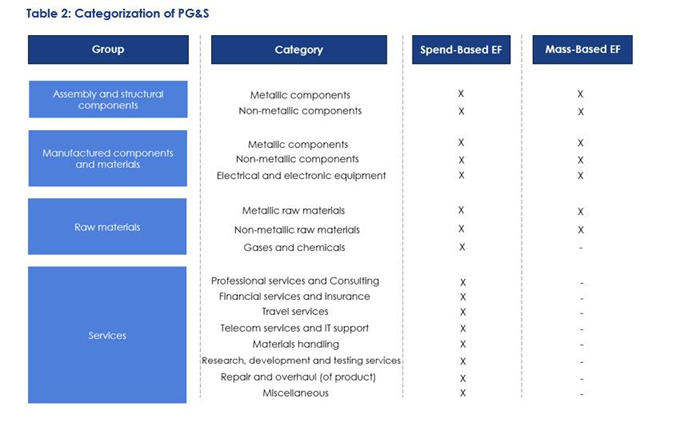 Table 2: Categorization of PG&S
Group Category Spend-Based EF Mass-Based EF
Assembly and structural
components
Metallic components X X
Non-metallic components X X
Manufactured components
and materials
Metallic components X X
Non-metallic components X X
Electrical and electronic equipment X X
Raw materials
Metallic raw materials X X
Non-metallic raw materials X X
Gases and chemicals X -
Services
Professional services and Consulting X -
Financial services and insurance X -
Travel services X -
Telecom services and IT support X -
Materials handling X -
Research, development and testing services X -
Repair and overhaul (of product) X -
Miscellaneous X -